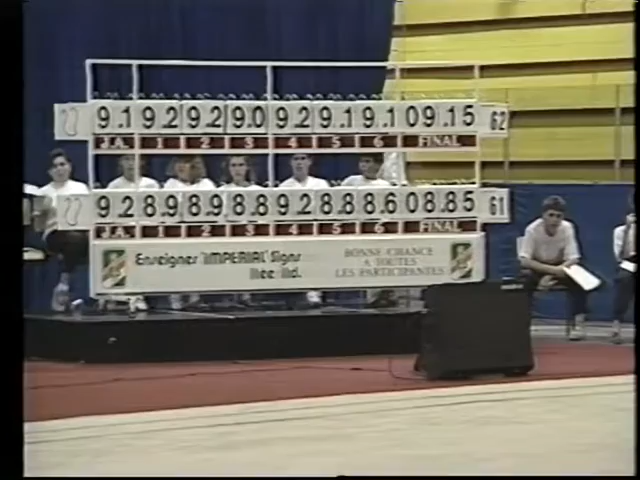 9.1 9.2 9.2 9.0 9.2 9.1 9.1 09.15 62
J.A. 1 2 3 4 5 6 FINAL
9.2 8.9 8.9 8.8 9.2 8.8 8.6 08.85 61
J.A. 1 2 3 4 5 6 FINAL
Enseignes "IMPERIAL" Signs
ltée ltd.
BONNE CHANCE
À TOUTES
LES PARTICIPANTES